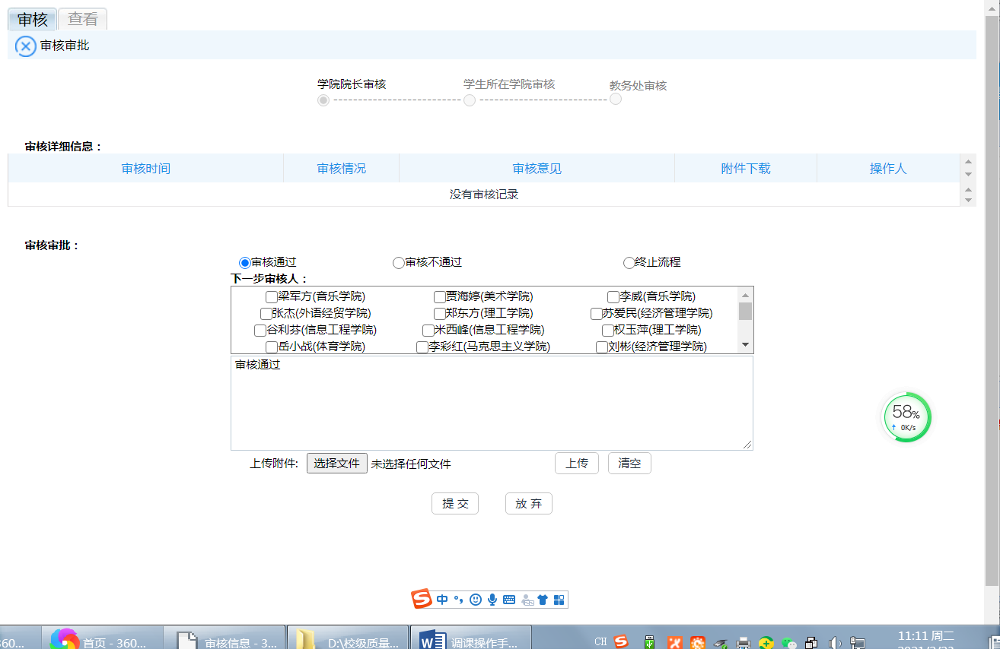 审核 查看
审核审批
学院院长审核 学生所在学院审核 教务处审核
审核详细信息：
审核时间 审核情况 审核意见 附件下载 操作人
没有审核记录
审核审批：
审核通过 审核不通过 终止流程
下一步审核人：
梁军方(音乐学院) 贾海婷(美术学院) 李威(音乐学院)
张杰(外语经贸学院) 郑东方(理工学院) 苏爱民(经济管理学院)
谷利芬(信息工程学院) 米西峰(信息工程学院) 权玉萍(理工学院)
岳小战(体育学院) 李彩红(马克思主义学院) 刘彬(经济管理学院)
审核通过
58%
0K/s
上传附件: 选择文件 未选择任何文件 上传 清空
提 交 放 弃
中
360... 首页 - 360... 审核信息 - 3... D:\校级质量... 调课操作手... CH 11:11 周二